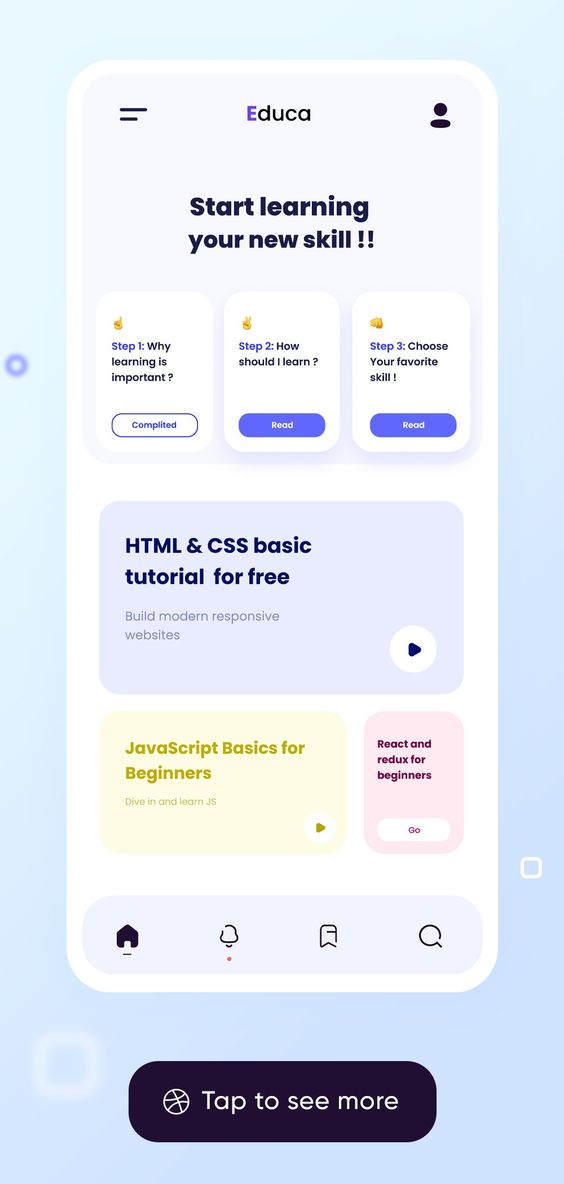 Educa
Start learning
your new skill !!
Step 1: Why
learning is
important ?
Complited
Step 2: How
should I learn ?
Read
Step 3: Choose
Your favorite
skill !
Read
HTML & CSS basic
tutorial for free
Build modern responsive
websites
JavaScript Basics for
Beginners
Dive in and learn JS
React and
redux for
beginners
Go
Tap to see more